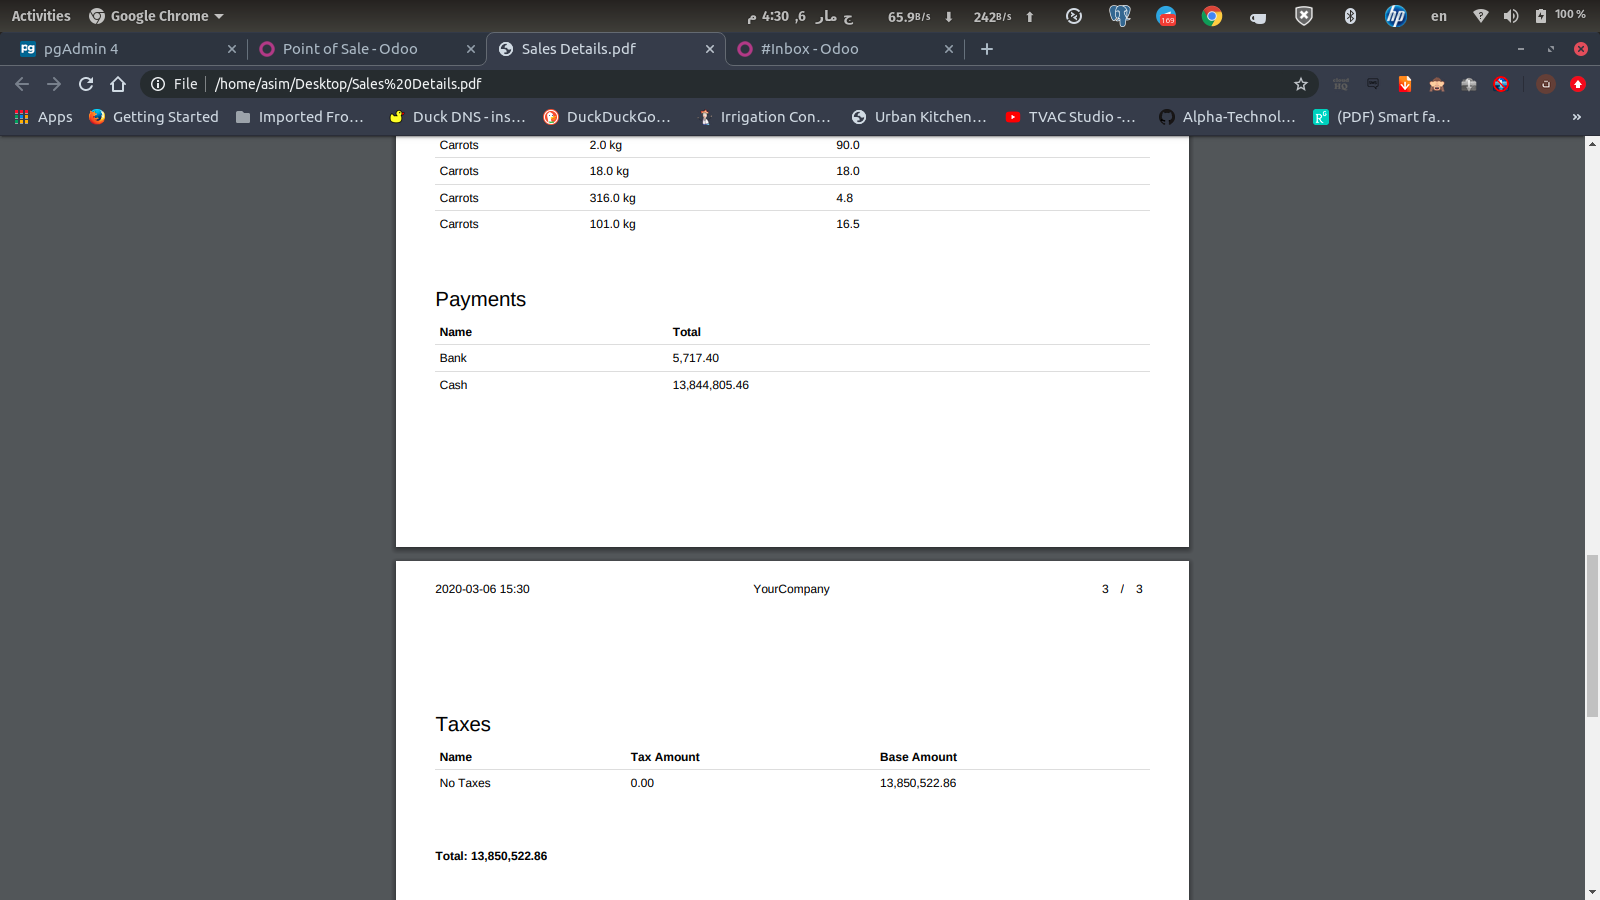 Activities Google Chrome ج مار 6, 4:30 م 65.9B/s 242B/s 169 en 100 %
pgAdmin 4 Point of Sale - Odoo Sales Details.pdf #Inbox - Odoo
File /home/asim/Desktop/Sales%20Details.pdf
Apps Getting Started Imported Fro... Duck DNS - ins... DuckDuckGo... Irrigation Con... Urban Kitchen... TVAC Studio -... Alpha-Technol... (PDF) Smart fa... »
Carrots 2.0 kg 90.0
Carrots 18.0 kg 18.0
Carrots 316.0 kg 4.8
Carrots 101.0 kg 16.5
Payments
Name Total
Bank 5,717.40
Cash 13,844,805.46
2020-03-06 15:30 YourCompany 3 / 3
Taxes
Name Tax Amount Base Amount
No Taxes 0.00 13,850,522.86
Total: 13,850,522.86